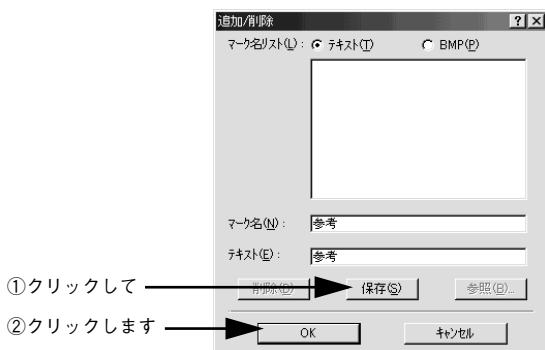 追加/削除
マーク名リスト(L): テキスト(T) BMP(P)
マーク名(N): 参考
テキスト(E): 参考
①クリックして 削除(D) 保存(S) 参照(B)...
②クリックします OK キャンセル